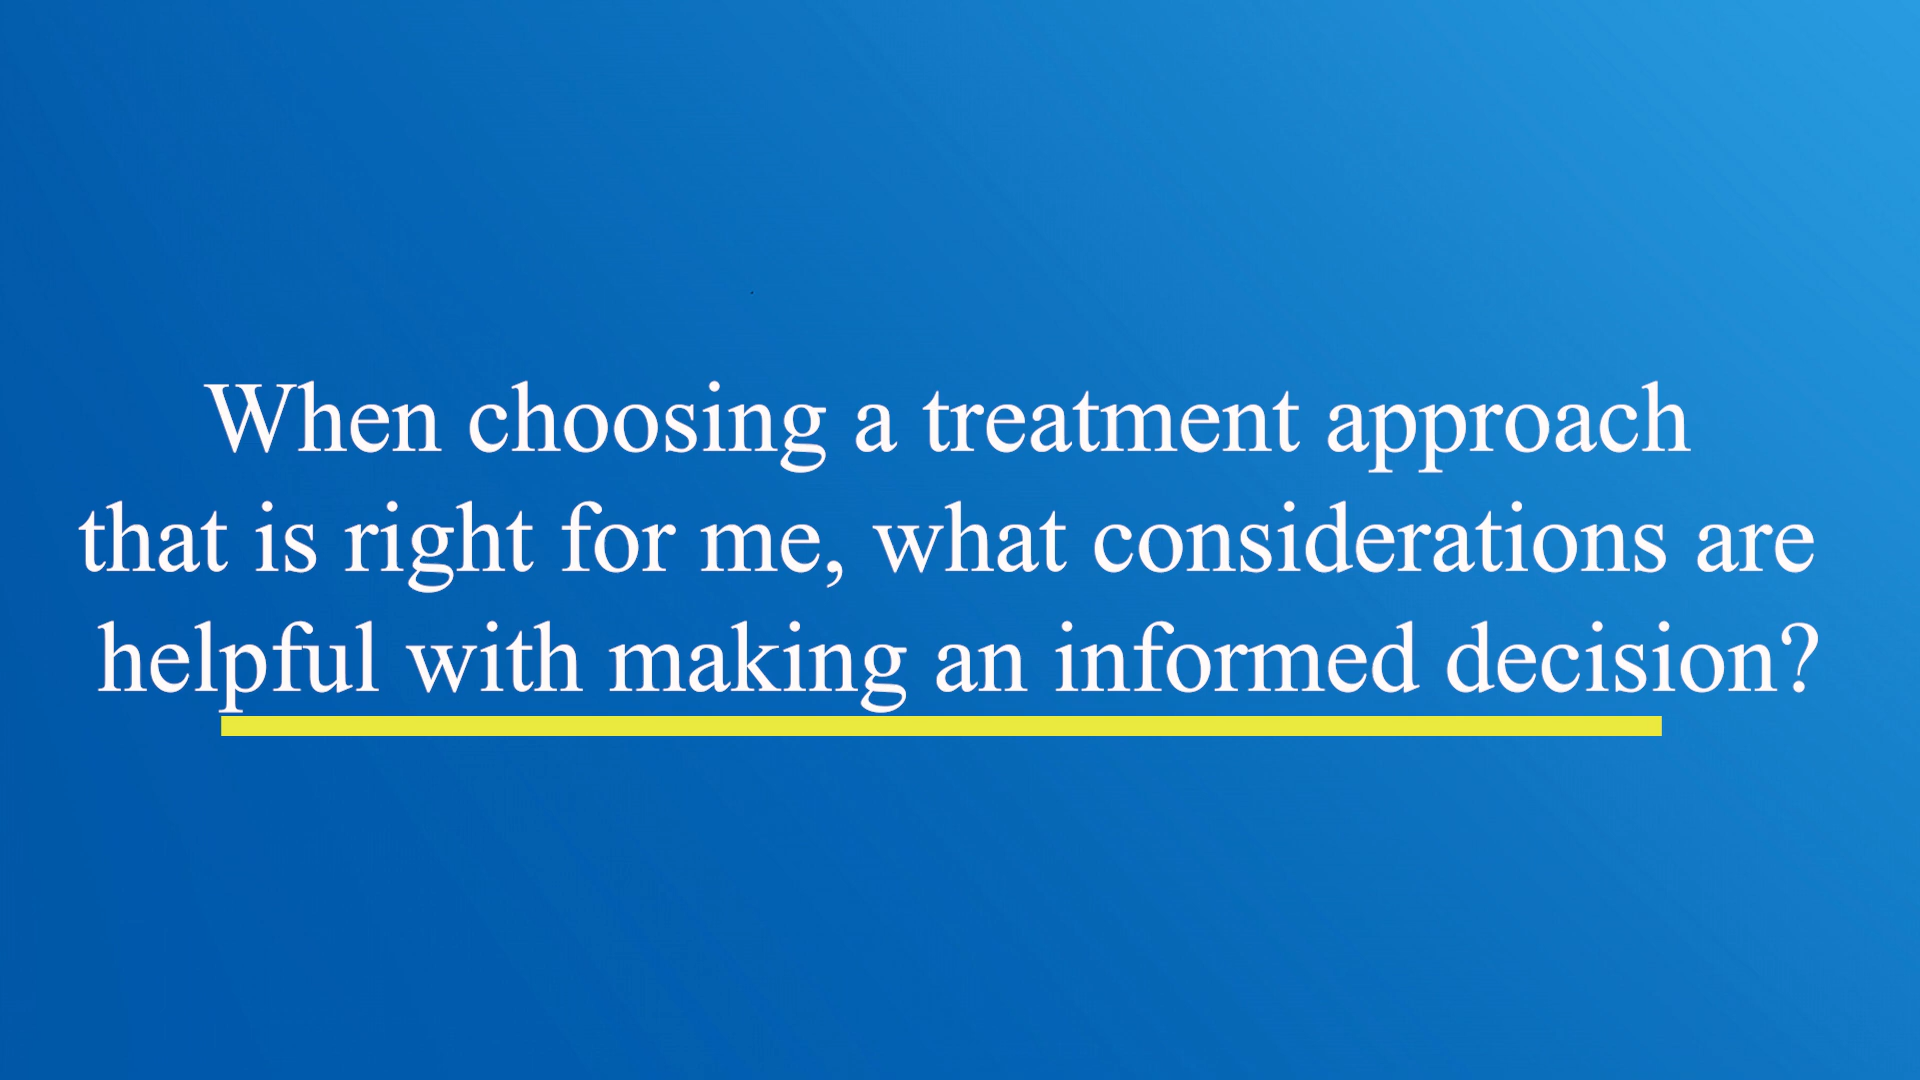 When choosing a treatment approach
that is right for me, what considerations are
helpful with making an informed decision?